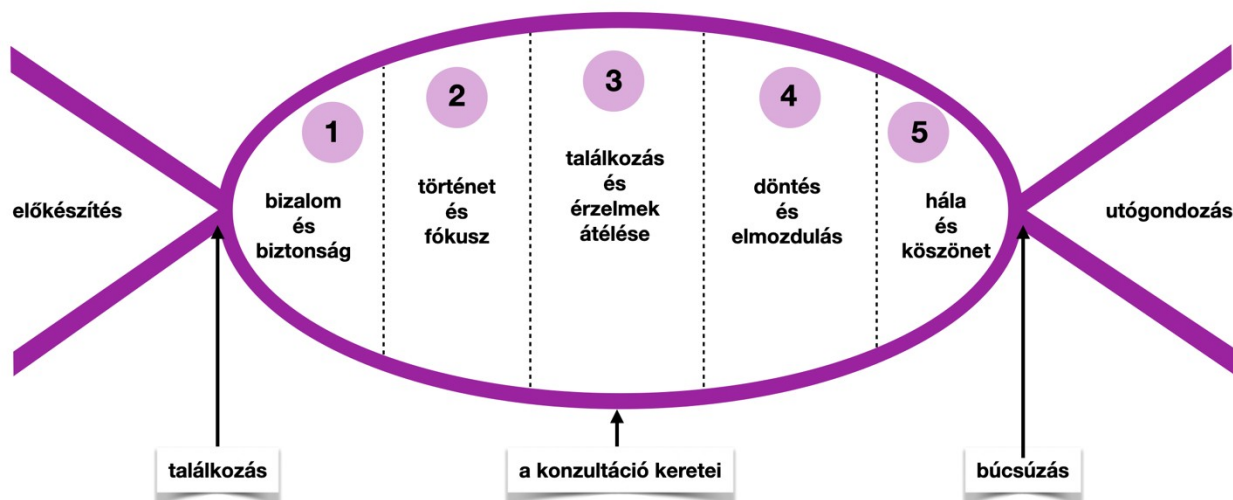 előkészítés
1
bizalom
és
biztonság
2
történet
és
fókusz
3
találkozás
és
érzelmek
átélése
4
döntés
és
elmozdulás
5
hála
és
köszönet
utógondozás
találkozás
a konzultáció keretei
búcsúzás